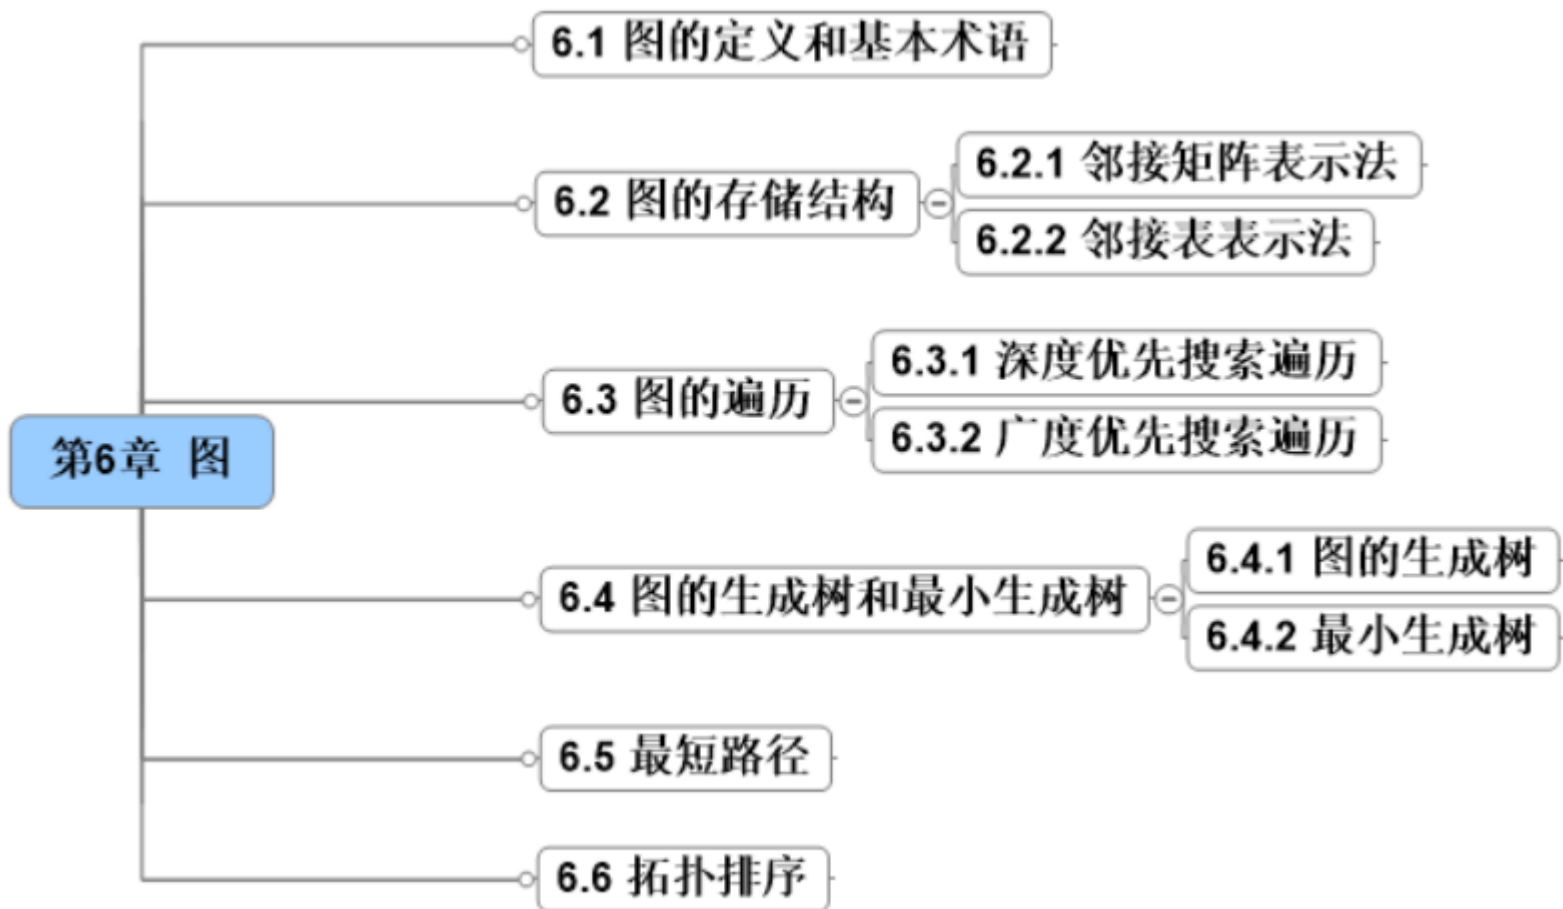 第6章 图
6.1 图的定义和基本术语
6.2 图的存储结构
6.2.1 邻接矩阵表示法
6.2.2 邻接表表示法
6.3 图的遍历
6.3.1 深度优先搜索遍历
6.3.2 广度优先搜索遍历
6.4 图的生成树和最小生成树
6.4.1 图的生成树
6.4.2 最小生成树
6.5 最短路径
6.6 拓扑排序